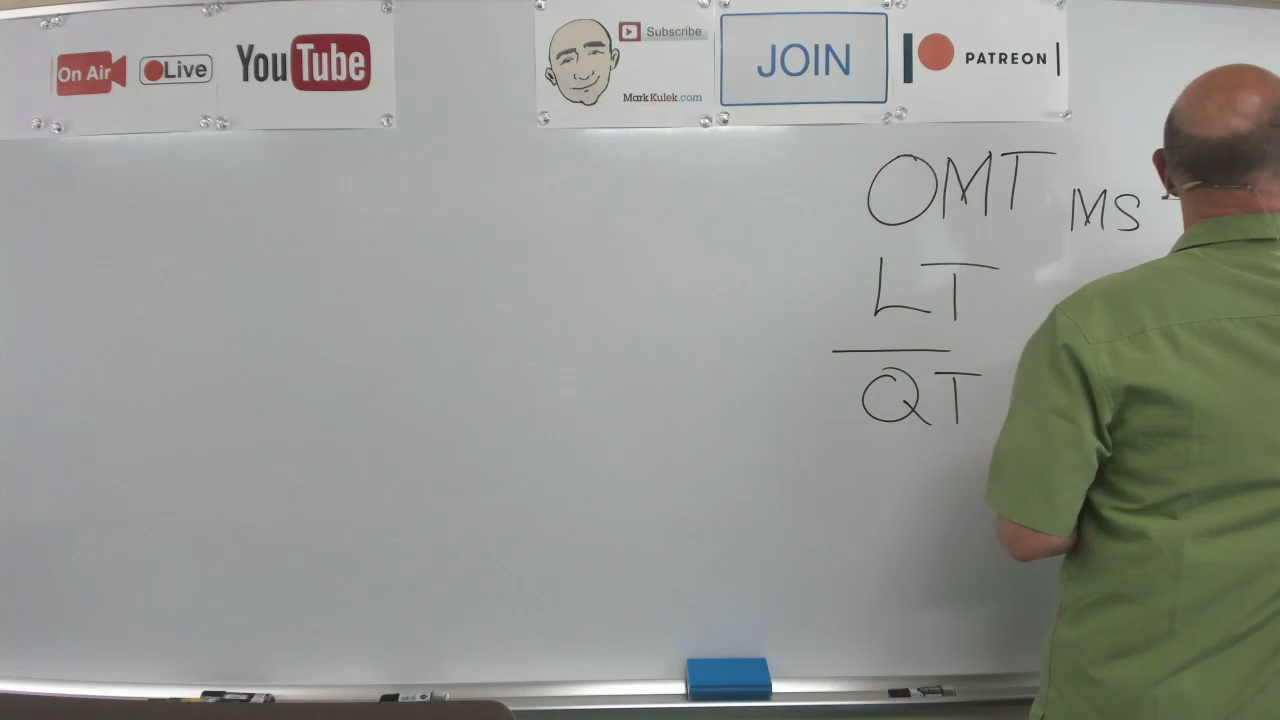 On Air
Live
YouTube
Subscribe
MarkKulek.com
JOIN
PATREON
OMT MS
LT
QT